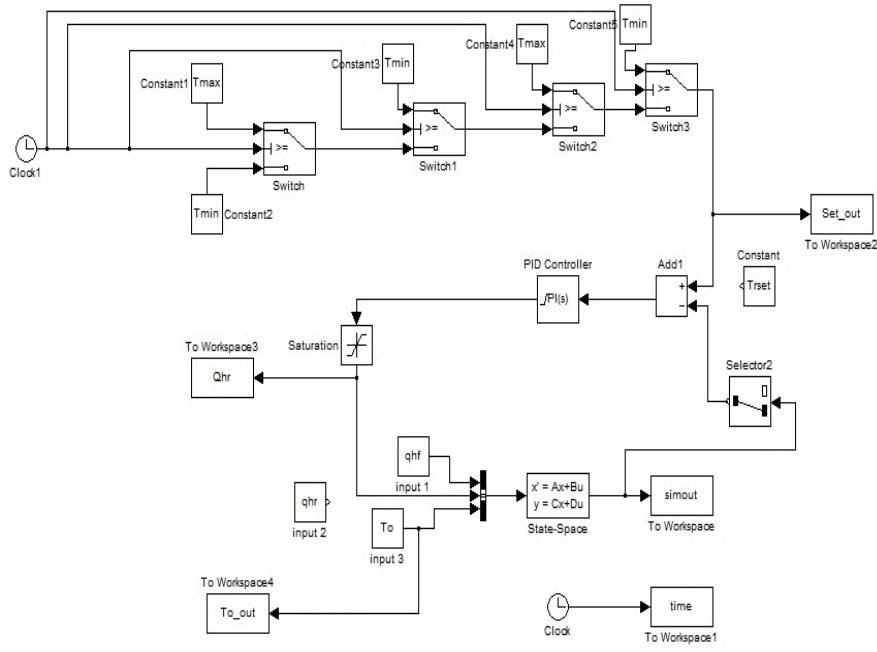 Constant5
Tmin
Constant4
Tmax
Constant3
Tmin
Constant1
Tmax
>=
Switch3
>=
Switch2
>=
Switch1
>=
Switch
Clock1
Tmin
Constant2
Set_out
To Workspace2
Constant
Trset
PID Controller
PI(s)
Add1
+
−
Saturation
To Workspace3
Qhr
Selector2
qhf
input 1
qhr
input 2
To
input 3
x' = Ax+Bu
y = Cx+Du
State-Space
simout
To Workspace
To Workspace4
To_out
Clock
time
To Workspace1